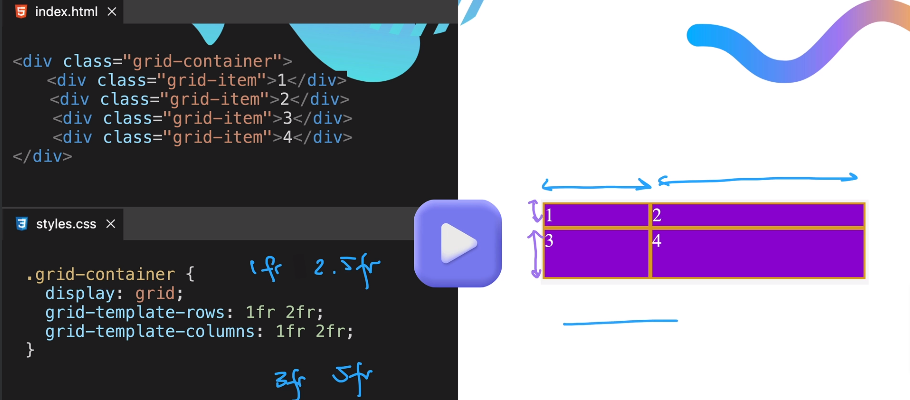 index.html ×
<div class="grid-container">
<div class="grid-item">1</div>
<div class="grid-item">2</div>
<div class="grid-item">3</div>
<div class="grid-item">4</div>
</div>
styles.css ×
.grid-container {
display: grid;
grid-template-rows: 1fr 2fr;
grid-template-columns: 1fr 2fr;
}
1fr 2.5fr
3fr 5fr
1 2
3 4